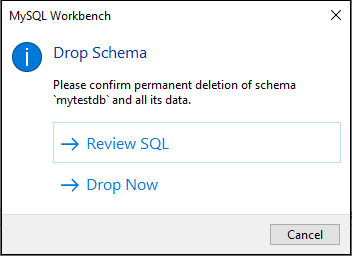 MySQL Workbench
Drop Schema
Please confirm permanent deletion of schema
`mytestdb` and all its data.
Review SQL
Drop Now
Cancel